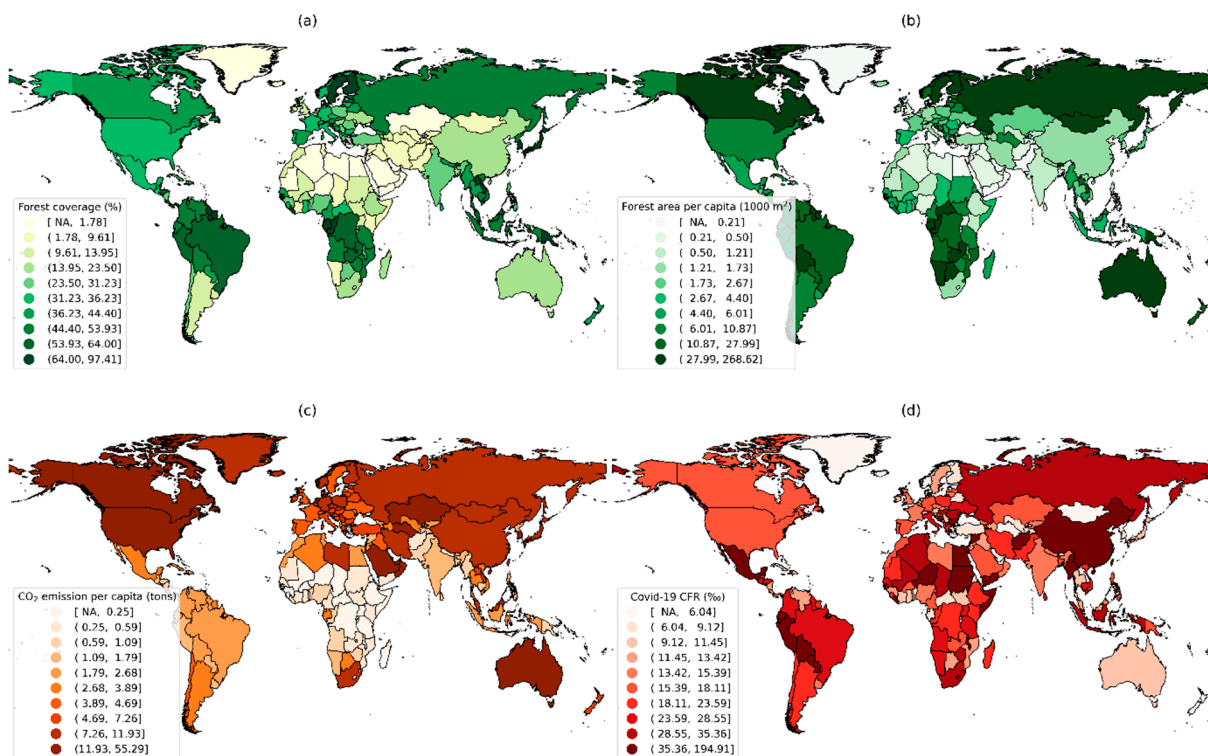 (a)
Forest coverage (%)
[ NA, 1.78]
( 1.78, 9.61]
( 9.61, 13.95]
(13.95, 23.50]
(23.50, 31.23]
(31.23, 36.23]
(36.23, 44.40]
(44.40, 53.93]
(53.93, 64.00]
(64.00, 97.41]
(b)
Forest area per capita (1000 m²)
[ NA, 0.21]
( 0.21, 0.50]
( 0.50, 1.21]
( 1.21, 1.73]
( 1.73, 2.67]
( 2.67, 4.40]
( 4.40, 6.01]
( 6.01, 10.87]
( 10.87, 27.99]
( 27.99, 268.62]
(c)
CO₂ emission per capita (tons)
[ NA, 0.25]
( 0.25, 0.59]
( 0.59, 1.09]
( 1.09, 1.79]
( 1.79, 2.68]
( 2.68, 3.89]
( 3.89, 4.69]
( 4.69, 7.26]
( 7.26, 11.93]
(11.93, 55.29]
(d)
Covid-19 CFR (‰)
[ NA, 6.04]
( 6.04, 9.12]
( 9.12, 11.45]
( 11.45, 13.42]
( 13.42, 15.39]
( 15.39, 18.11]
( 18.11, 23.59]
( 23.59, 28.55]
( 28.55, 35.36]
( 35.36, 194.91]